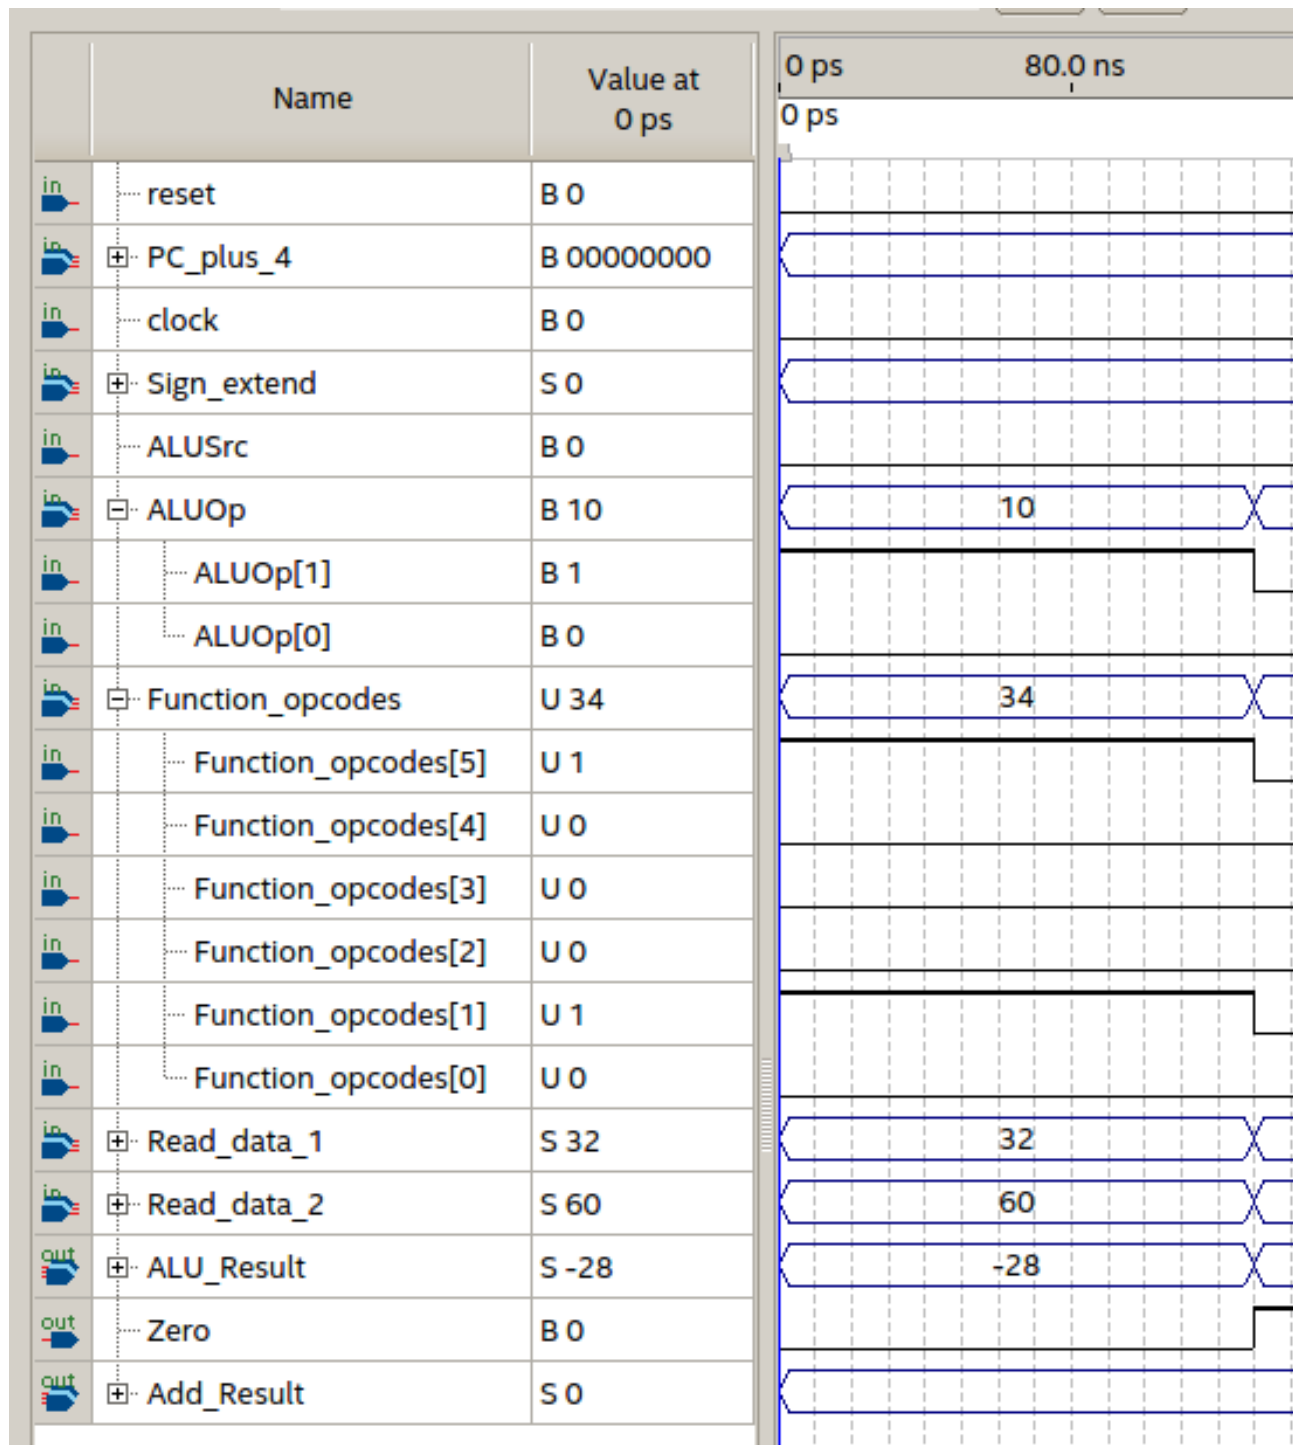 Name Value at 0 ps 0 ps 80.0 ns
0 ps
in reset B 0
in PC_plus_4 B 00000000
in clock B 0
in Sign_extend S 0
in ALUSrc B 0
in ALUOp B 10 10
in ALUOp[1] B 1
in ALUOp[0] B 0
in Function_opcodes U 34 34
in Function_opcodes[5] U 1
in Function_opcodes[4] U 0
in Function_opcodes[3] U 0
in Function_opcodes[2] U 0
in Function_opcodes[1] U 1
in Function_opcodes[0] U 0
in Read_data_1 S 32 32
in Read_data_2 S 60 60
out ALU_Result S -28 -28
out Zero B 0
out Add_Result S 0